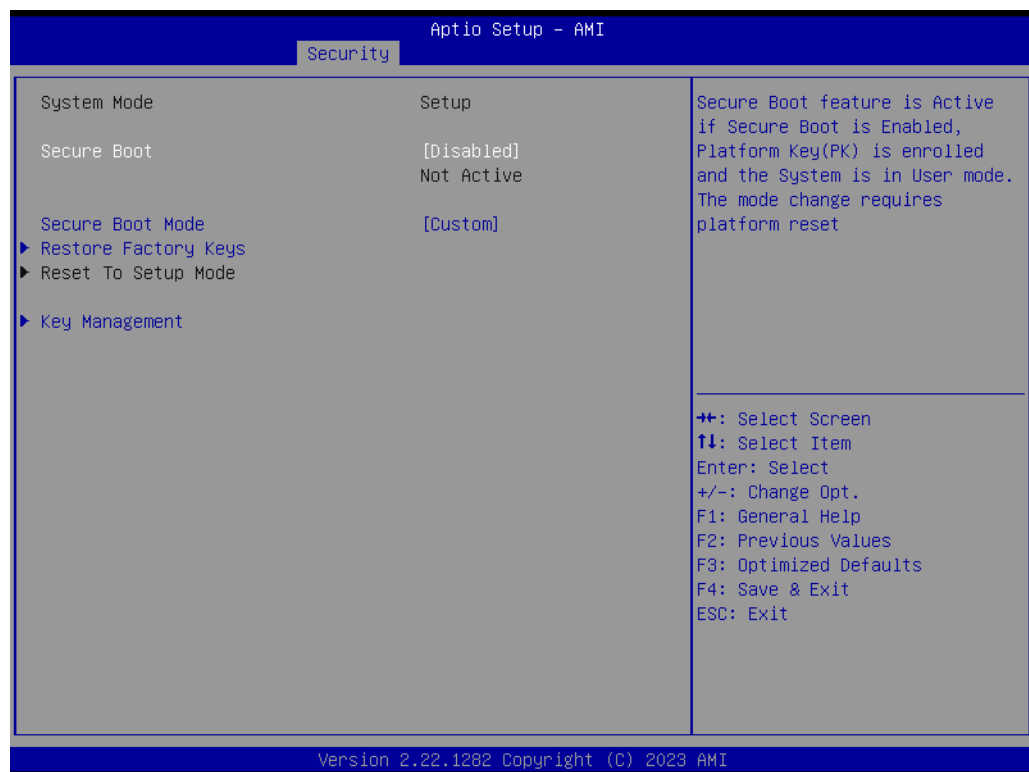 Aptio Setup – AMI
Security
System Mode Setup
Secure Boot [Disabled]
Not Active
Secure Boot Mode [Custom]
Restore Factory Keys
Reset To Setup Mode
Key Management
Secure Boot feature is Active
if Secure Boot is Enabled,
Platform Key(PK) is enrolled
and the System is in User mode.
The mode change requires
platform reset
→←: Select Screen
↑↓: Select Item
Enter: Select
+/-: Change Opt.
F1: General Help
F2: Previous Values
F3: Optimized Defaults
F4: Save & Exit
ESC: Exit
Version 2.22.1282 Copyright (C) 2023 AMI